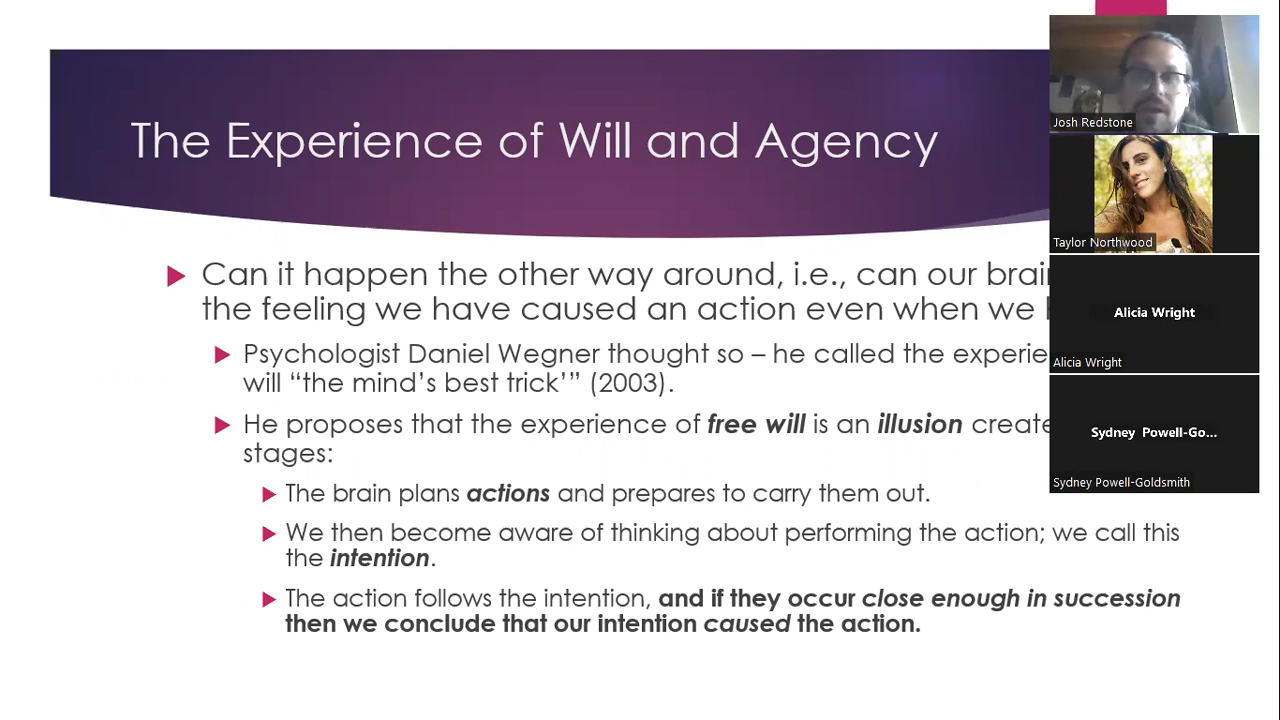 The Experience of Will and Agency
Can it happen the other way around, i.e., can our brain
the feeling we have caused an action even when we
Psychologist Daniel Wegner thought so – he called the experie
will “the mind’s best trick’” (2003).
He proposes that the experience of free will is an illusion create
stages:
The brain plans actions and prepares to carry them out.
We then become aware of thinking about performing the action; we call this
the intention.
The action follows the intention, and if they occur close enough in succession
then we conclude that our intention caused the action.
Josh Redstone
Taylor Northwood
Alicia Wright
Alicia Wright
Sydney Powell-Go...
Sydney Powell-Goldsmith